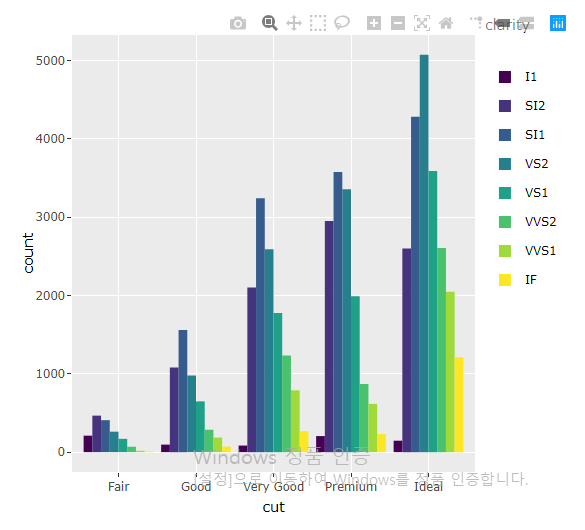 clarity
5000
4000
3000
2000
1000
0
count
I1
SI2
SI1
VS2
VS1
VVS2
VVS1
IF
Fair
Good
Very Good
Premium
Ideal
cut
Windows 정품 인증
[설정]으로 이동하여 Windows를 정품 인증합니다.